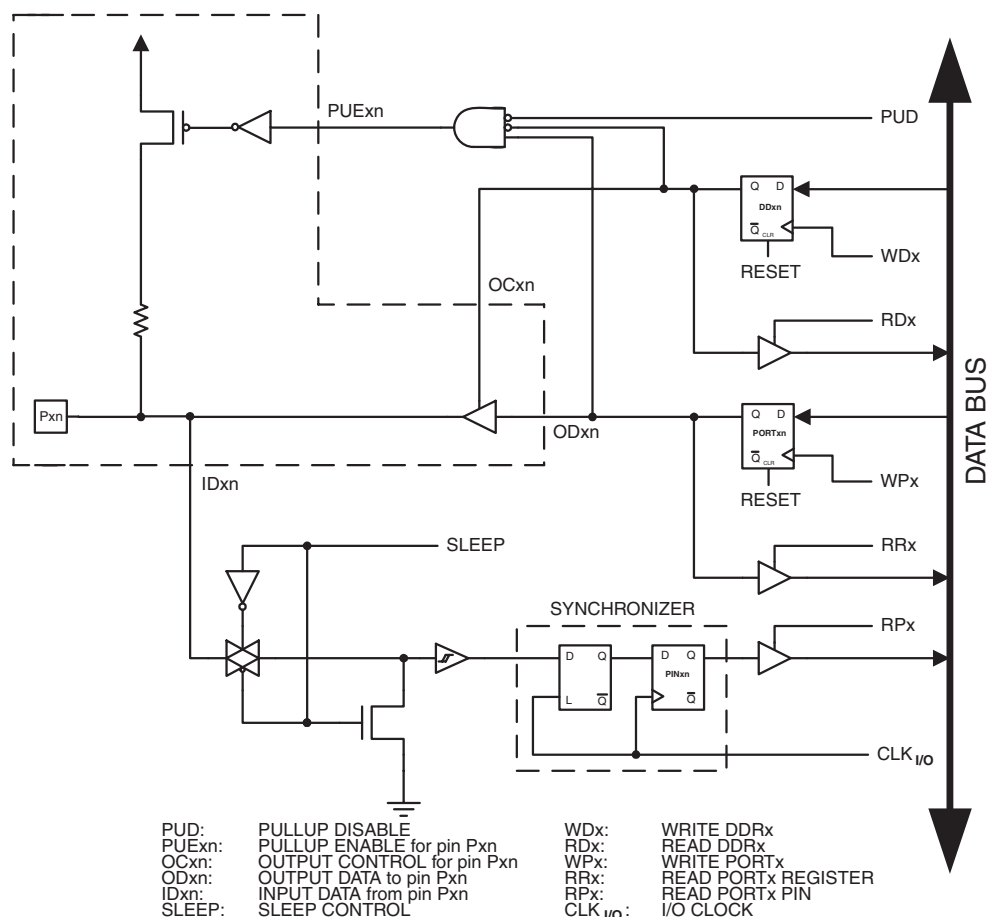 PUExn
PUD
Q D
DDxn
Q CLR
WDx
RESET
OCxn
RDx
DATA BUS
Pxn
Q D
ODxn
PORTxn
Q CLR
IDxn
WPx
RESET
SLEEP
RRx
SYNCHRONIZER
RPx
D Q
D Q
PINxn
L Q
Q
CLK I/O
PUD: PULLUP DISABLE
PUExn: PULLUP ENABLE for pin Pxn
OCxn: OUTPUT CONTROL for pin Pxn
ODxn: OUTPUT DATA to pin Pxn
IDxn: INPUT DATA from pin Pxn
SLEEP: SLEEP CONTROL
WDx: WRITE DDRx
RDx: READ DDRx
WPx: WRITE PORTx
RRx: READ PORTx REGISTER
RPx: READ PORTx PIN
CLK I/O: I/O CLOCK